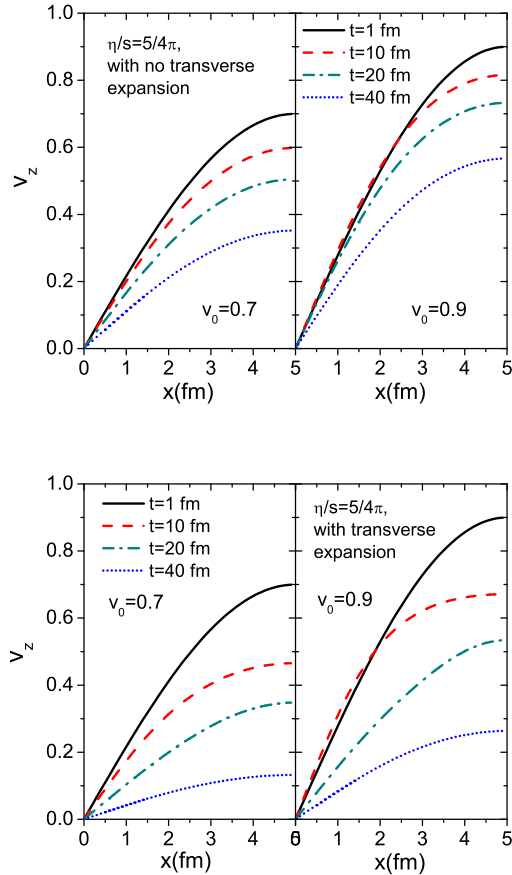 η/s=5/4π,
with no transverse
expansion
t=1 fm
t=10 fm
t=20 fm
t=40 fm
1.0
0.8
0.6
0.4
0.2
0.0
v_z
v_0=0.7
v_0=0.9
0 1 2 3 4 5 1 2 3 4 5
x(fm) x(fm)
t=1 fm
t=10 fm
t=20 fm
t=40 fm
η/s=5/4π,
with transverse
expansion
v_0=0.7
v_0=0.9
1.0
0.8
0.6
0.4
0.2
0.0
v_z
0 1 2 3 4 1 2 3 4 5
x(fm) x(fm)